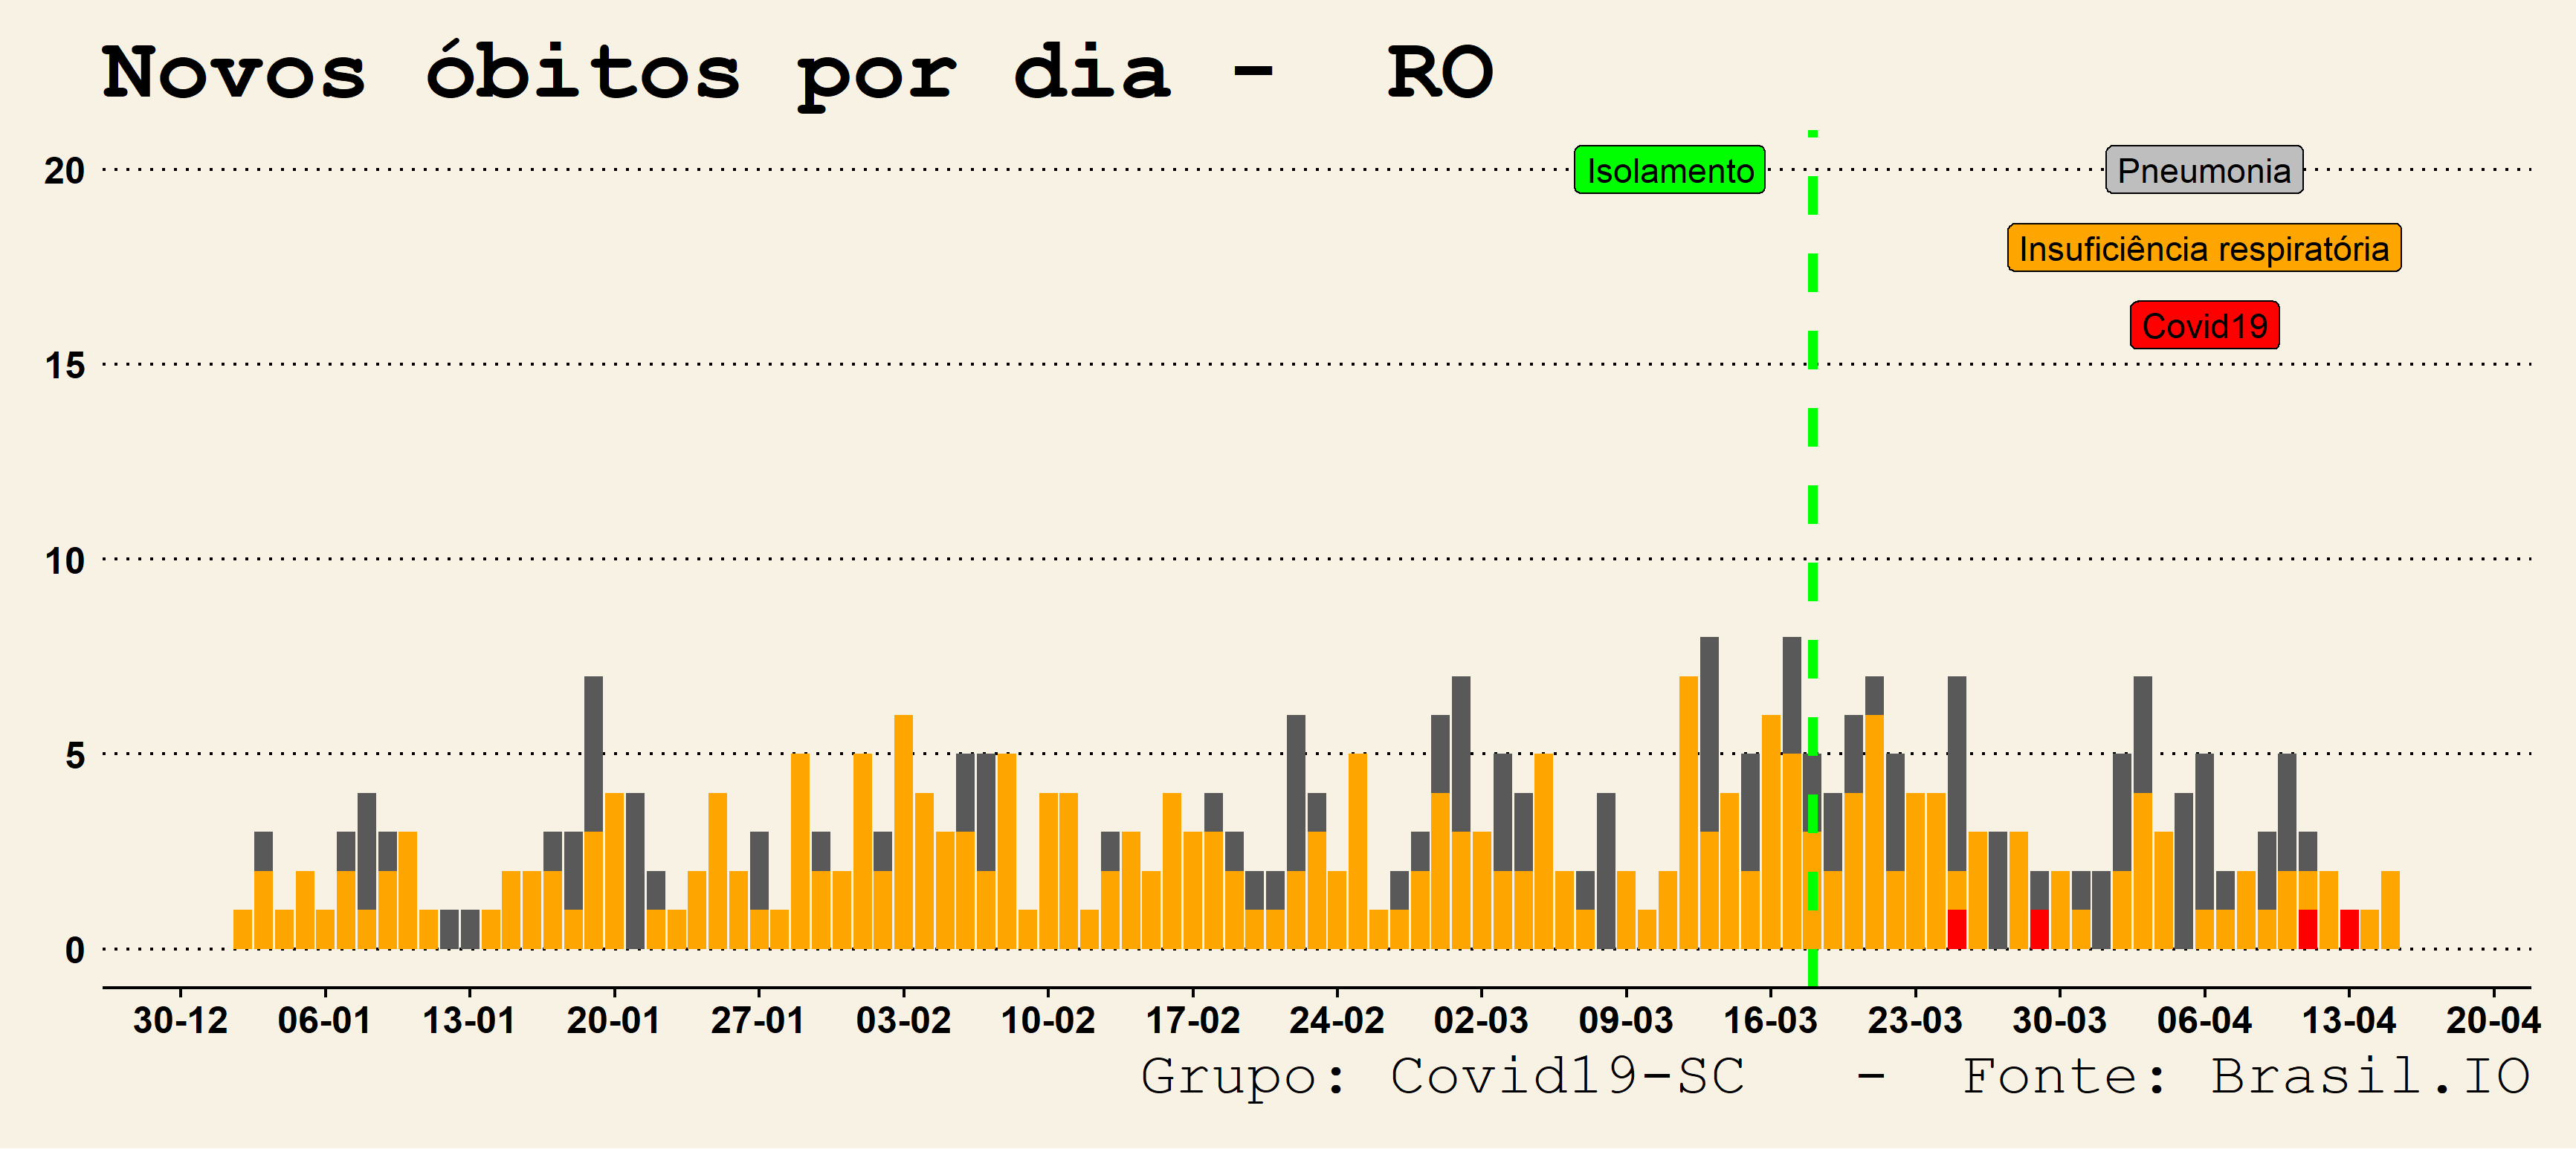 Novos óbitos por dia -  RO
20
Isolamento
Pneumonia
Insuficiência respiratória
Covid19
15
10
5
0
30-12 06-01 13-01 20-01 27-01 03-02 10-02 17-02 24-02 02-03 09-03 16-03 23-03 30-03 06-04 13-04 20-04
Grupo: Covid19-SC   -  Fonte: Brasil.IO